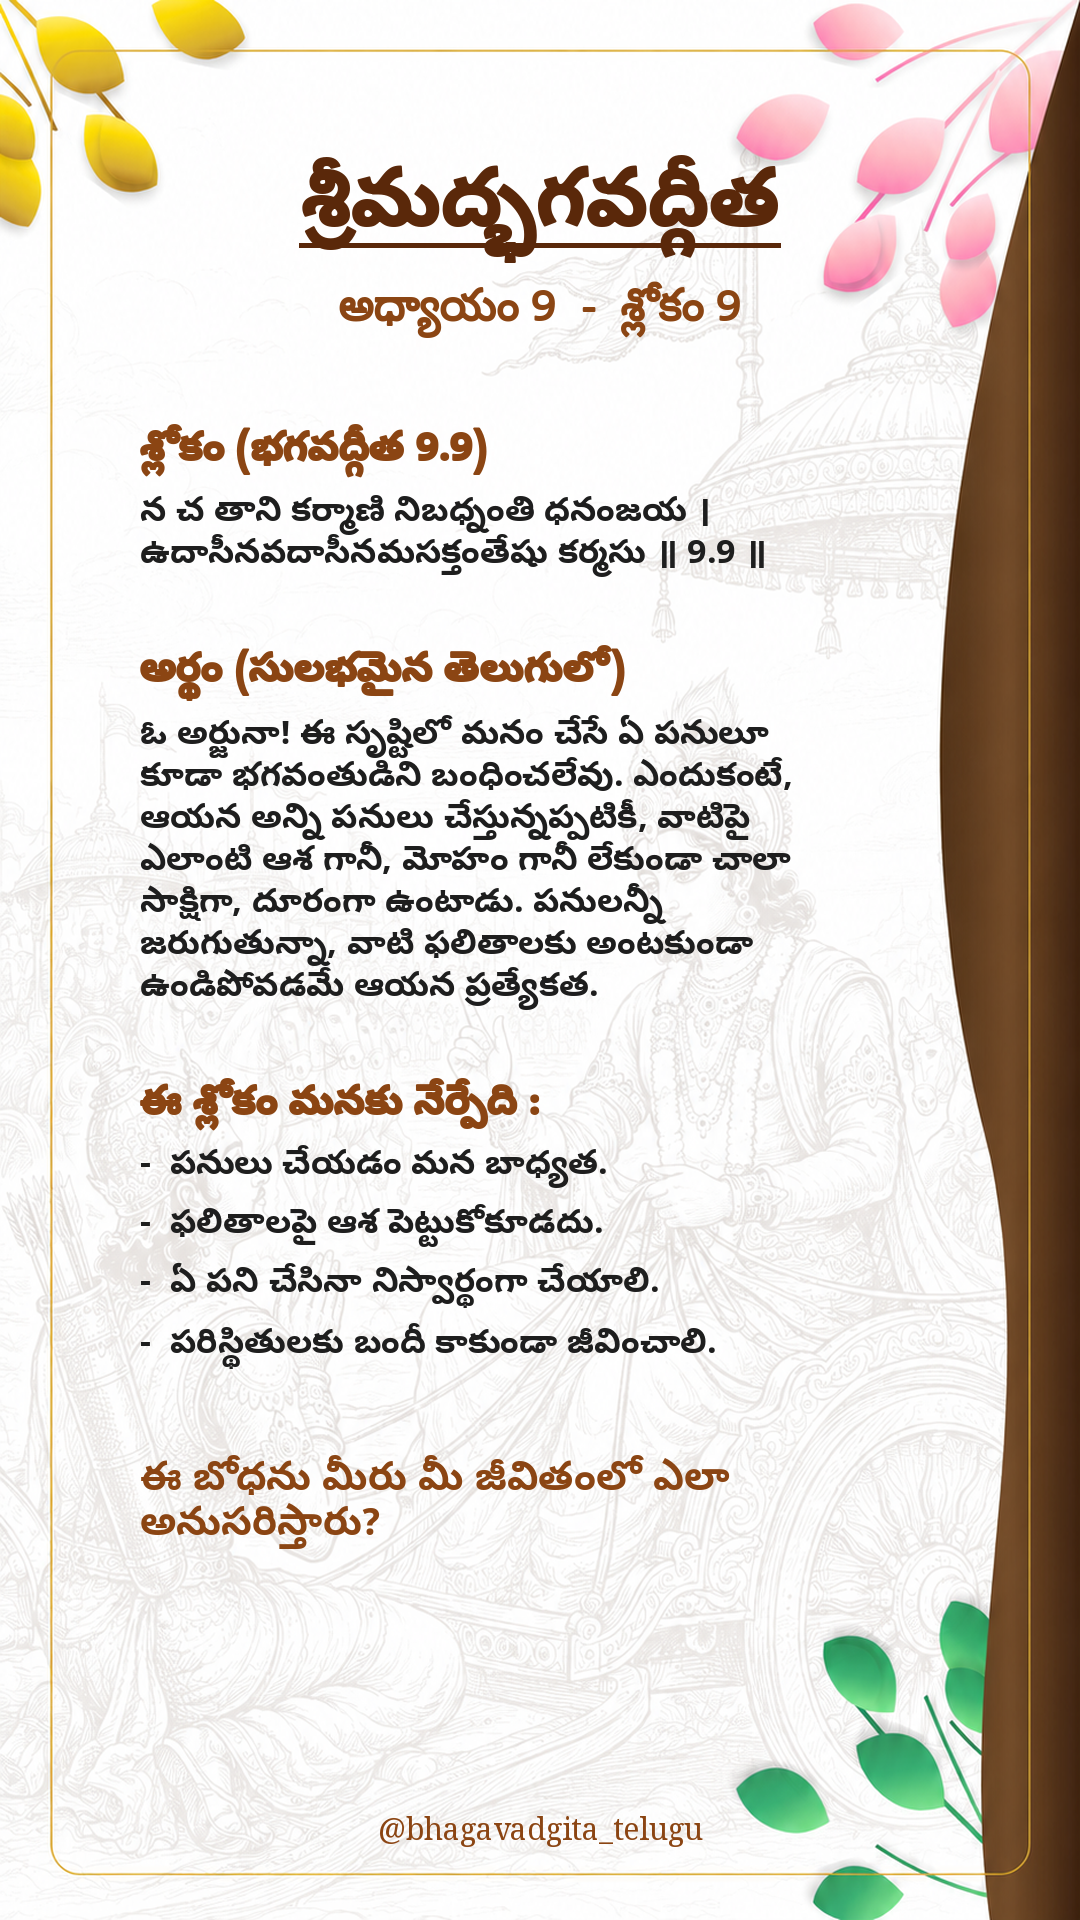 శ్రీమద్భగవద్గీత
అధ్యాయం 9 - శ్లోకం 9
శ్లోకం (భగవద్గీత 9.9)
న చ తాని కర్మాణి నిబధ్నంతి ధనంజయ |
ఉదాసీనవదాసీనమసక్తంతేషు కర్మసు ॥ 9.9 ॥
అర్థం (సులభమైన తెలుగులో)
ఓ అర్జునా! ఈ సృష్టిలో మనం చేసే ఏ పనులూ
కూడా భగవంతుడిని బంధించలేవు. ఎందుకంటే,
ఆయన అన్ని పనులు చేస్తున్నప్పటికీ, వాటిపై
ఎలాంటి ఆశ గానీ, మోహం గానీ లేకుండా చాలా
సాక్షిగా, దూరంగా ఉంటాడు. పనులన్నీ
జరుగుతున్నా, వాటి ఫలితాలకు అంటకుండా
ఉండిపోవడమే ఆయన ప్రత్యేకత.
ఈ శ్లోకం మనకు నేర్పేది :
- పనులు చేయడం మన బాధ్యత.
- ఫలితాలపై ఆశ పెట్టుకోకూడదు.
- ఏ పని చేసినా నిస్వార్థంగా చేయాలి.
- పరిస్థితులకు బందీ కాకుండా జీవించాలి.
ఈ బోధను మీరు మీ జీవితంలో ఎలా
అనుసరిస్తారు?
@bhagavadgita_telugu